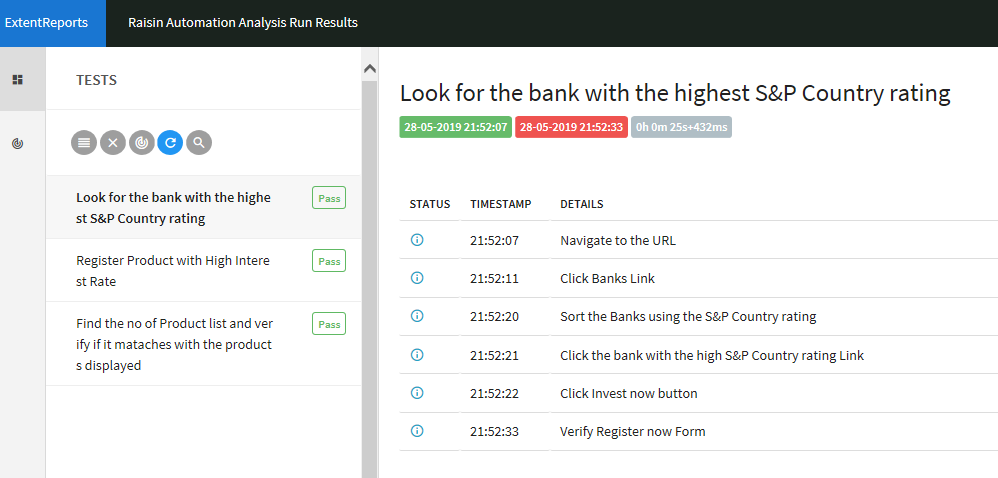 ExtentReports
Raisin Automation Analysis Run Results
TESTS
Look for the bank with the highe
st S&P Country rating
Pass
Register Product with High Intere
st Rate
Pass
Find the no of Product list and ver
ify if it mataches with the product
s displayed
Pass
Look for the bank with the highest S&P Country rating
28-05-2019 21:52:07 28-05-2019 21:52:33 0h 0m 25s+432ms
STATUS TIMESTAMP DETAILS
21:52:07 Navigate to the URL
21:52:11 Click Banks Link
21:52:20 Sort the Banks using the S&P Country rating
21:52:21 Click the bank with the high S&P Country rating Link
21:52:22 Click Invest now button
21:52:33 Verify Register now Form